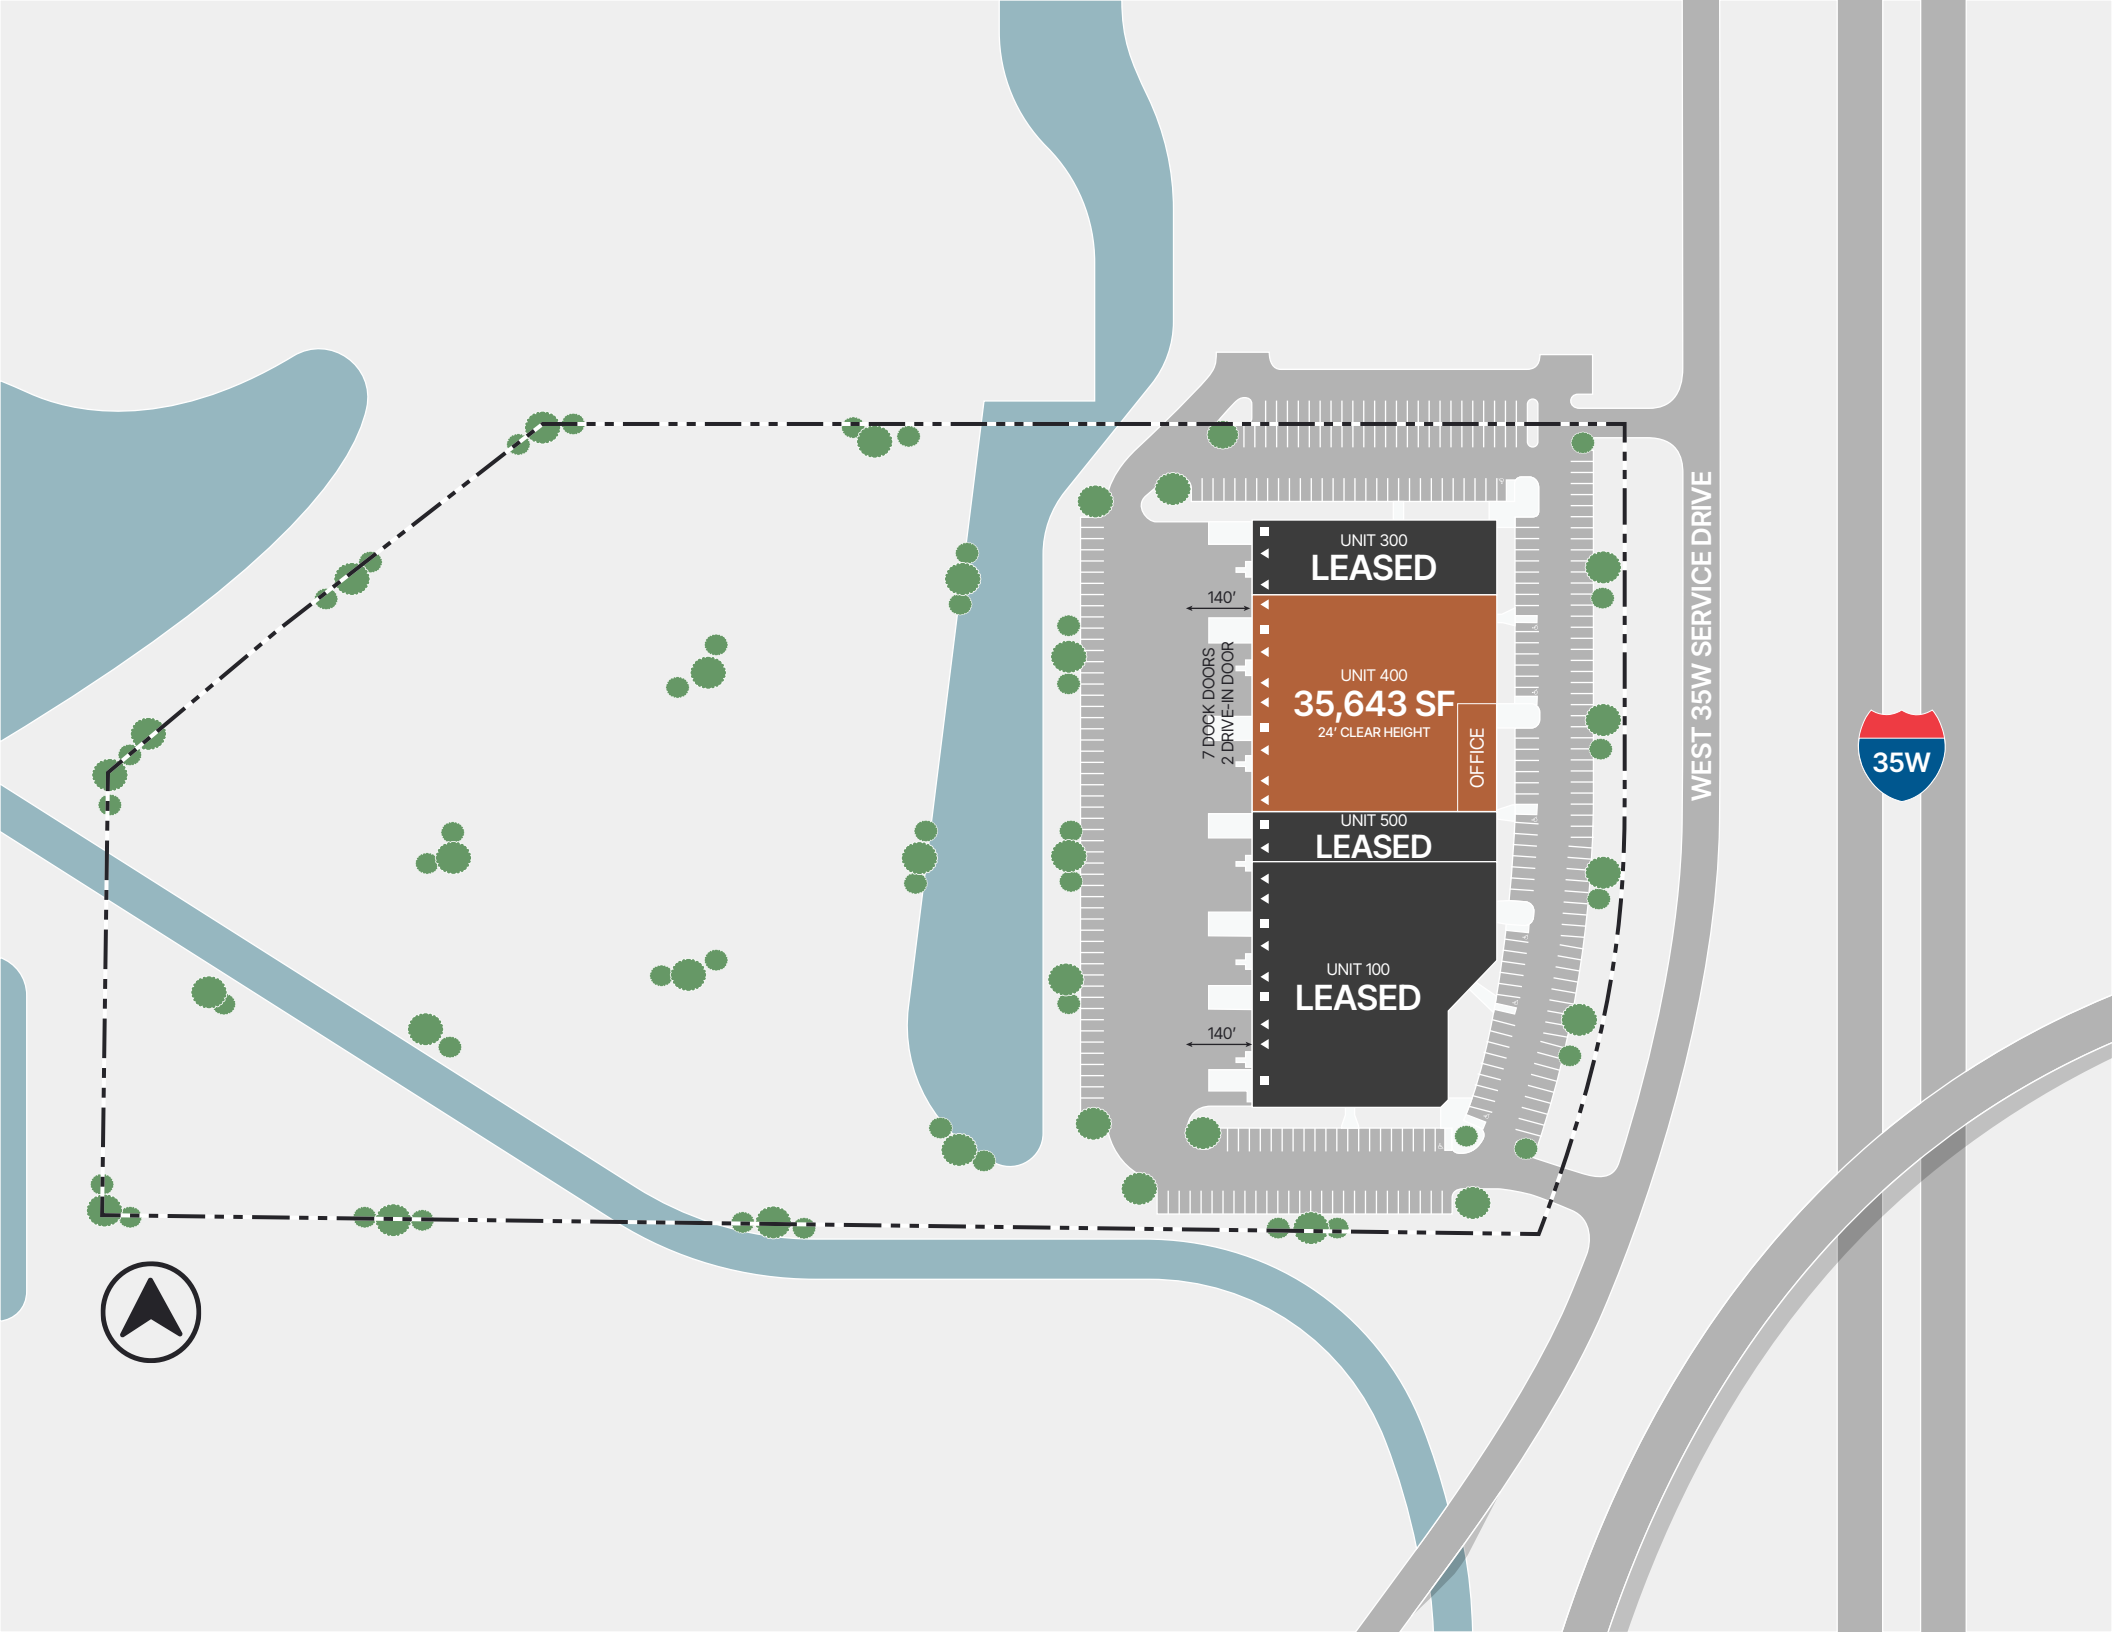 UNIT 300
LEASED
140’
UNIT 400
35,643 SF
24’ CLEAR HEIGHT
OFFICE
7 DOCK DOORS
2 DRIVE-IN DOOR
UNIT 500
LEASED
UNIT 100
LEASED
140’
WEST 35W SERVICE DRIVE
35W